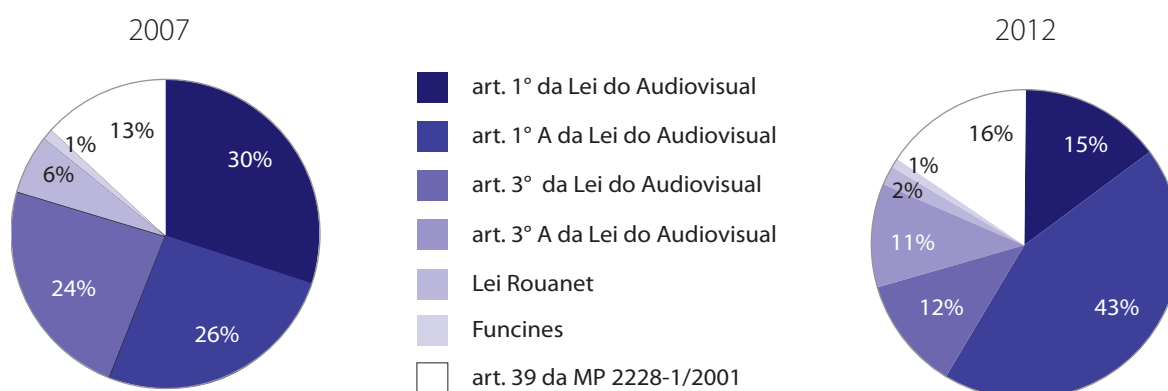 2007
13%
1%
6%
30%
24%
26%
art. 1° da Lei do Audiovisual
art. 1° A da Lei do Audiovisual
art. 3° da Lei do Audiovisual
art. 3° A da Lei do Audiovisual
Lei Rouanet
Funcines
art. 39 da MP 2228-1/2001
2012
16%
15%
1%
2%
11%
12%
43%